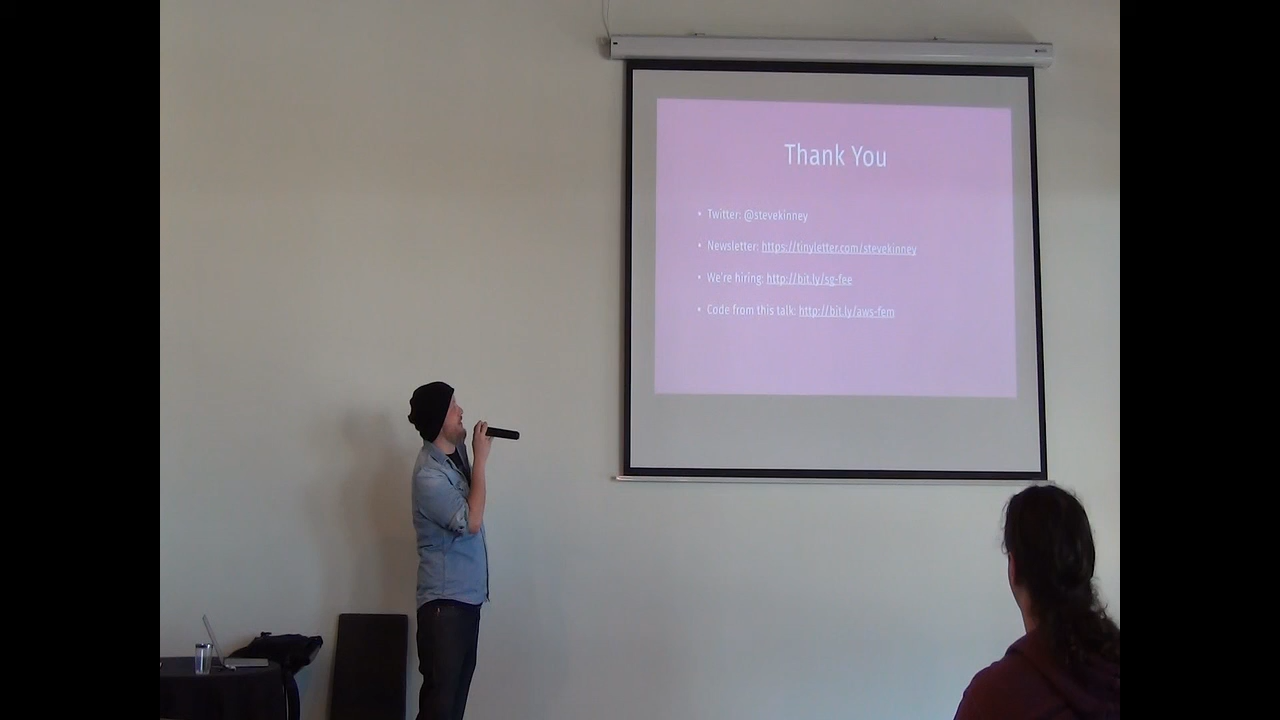 Thank You
• Twitter: @stevekinney
• Newsletter: https://tinyletter.com/stevekinney
• We're hiring: http://bit.ly/sg-fee
• Code from this talk: http://bit.ly/aws-fem